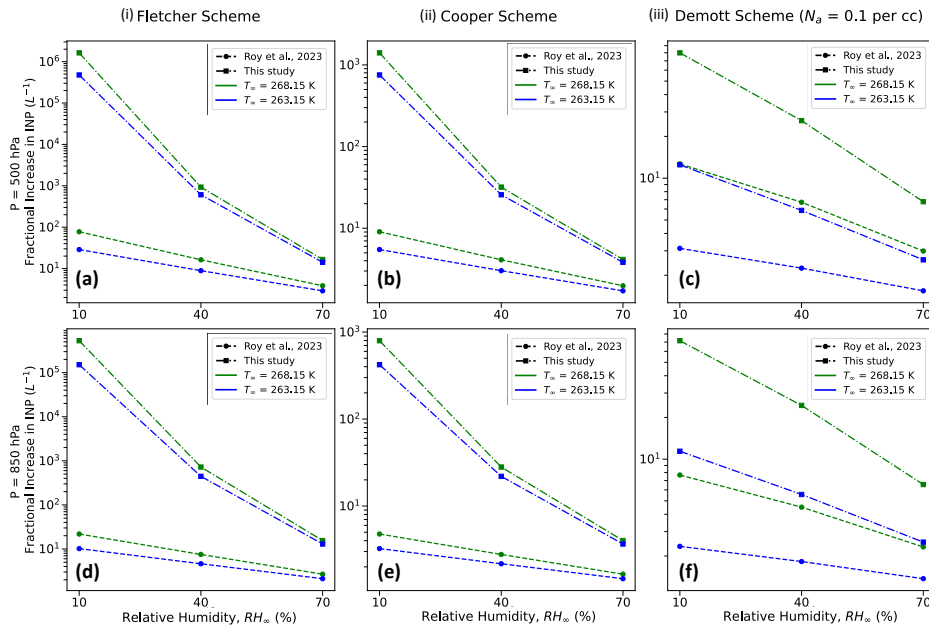 (i) Fletcher Scheme
(ii) Cooper Scheme
(iii) Demott Scheme (Nₐ = 0.1 per cc)
P = 500 hPa
Fractional Increase in INP (L⁻¹)
10⁶
10⁵
10⁴
10³
10²
10¹
Roy et al., 2023
This study
T∞ = 268.15 K
T∞ = 263.15 K
(a)
10 40 70
10³
10²
10¹
Roy et al., 2023
This study
T∞ = 268.15 K
T∞ = 263.15 K
(b)
10 40 70
10¹
Roy et al., 2023
This study
T∞ = 268.15 K
T∞ = 263.15 K
(c)
10 40 70
P = 850 hPa
Fractional Increase in INP (L⁻¹)
10⁵
10⁴
10³
10²
10¹
Roy et al., 2023
This study
T∞ = 268.15 K
T∞ = 263.15 K
(d)
10 40 70
Relative Humidity, RH∞ (%)
10³
10²
10¹
Roy et al., 2023
This study
T∞ = 268.15 K
T∞ = 263.15 K
(e)
10 40 70
Relative Humidity, RH∞ (%)
10¹
Roy et al., 2023
This study
T∞ = 268.15 K
T∞ = 263.15 K
(f)
10 40 70
Relative Humidity, RH∞ (%)